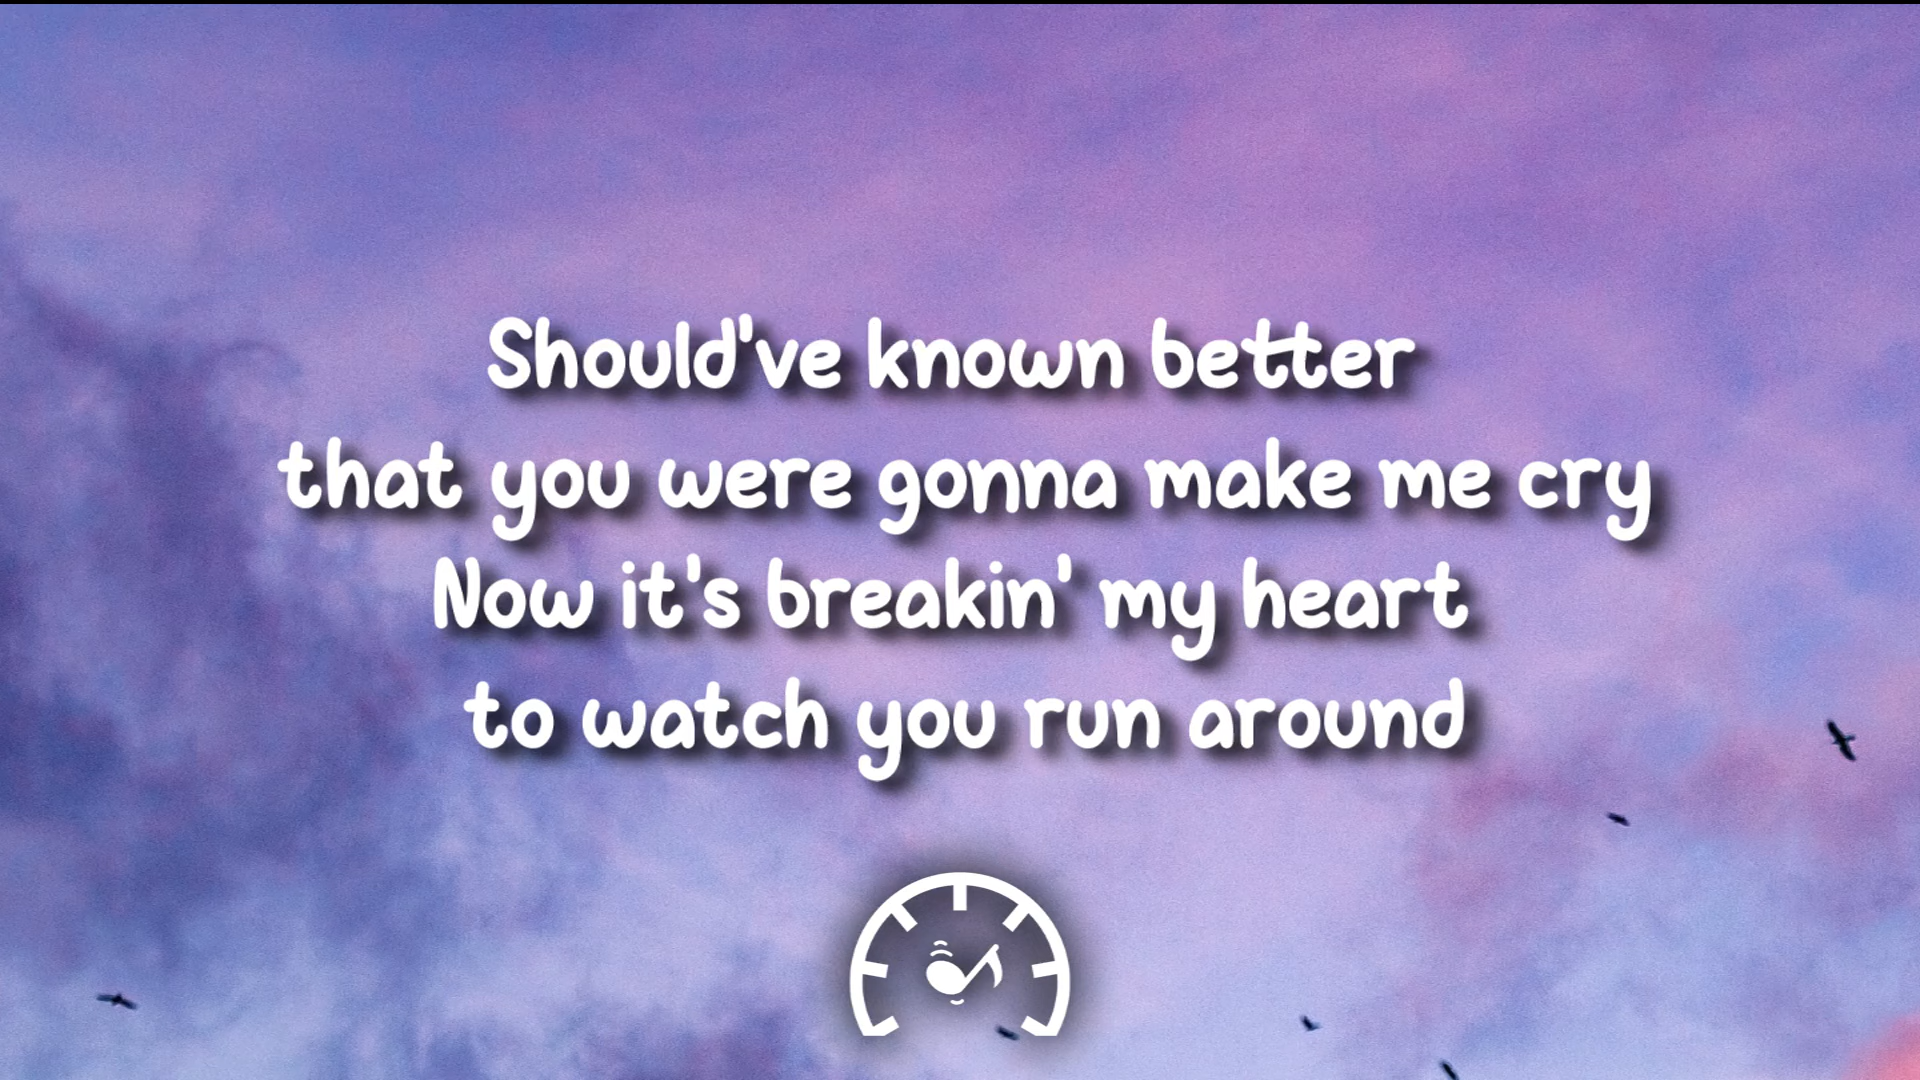 Should've known better
that you were gonna make me cry
Now it's breakin' my heart
to watch you run around